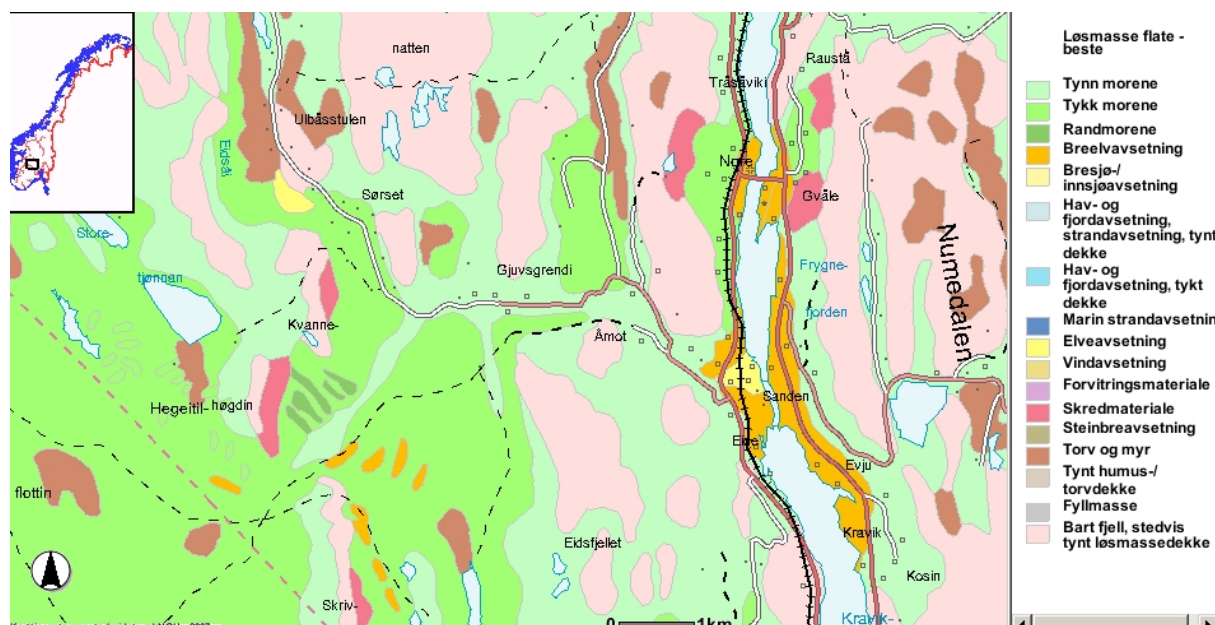 natten
Rausta
Tråsåviki
Ulbåsstulen
Eidsåi
Nore
Sørset
Gvåle
Store-
tjønnan
Gjuvsgrendi
Frygne-
fjorden
Numedalen
Kvanne-
Åmot
Hegeitil-
høgdin
Sanden
Eide
Evju
flottin
Kravik
Eidsfjellet
Kosin
Skriv-
Kravik-
0 1km
Løsmasse flate -
beste
Tynn morene
Tykk morene
Randmorene
Breelvavsetning
Bresjø-/
innsjøavsetning
Hav- og
fjordavsetning,
strandavsetning, tynt
dekke
Hav- og
fjordavsetning, tykt
dekke
Marin strandavsetnin
Elveavsetning
Vindavsetning
Forvitringsmateriale
Skredmateriale
Steinbreavsetning
Torv og myr
Tynt humus-/
torvdekke
Fyllmasse
Bart fjell, stedvis
tynt løsmassedekke